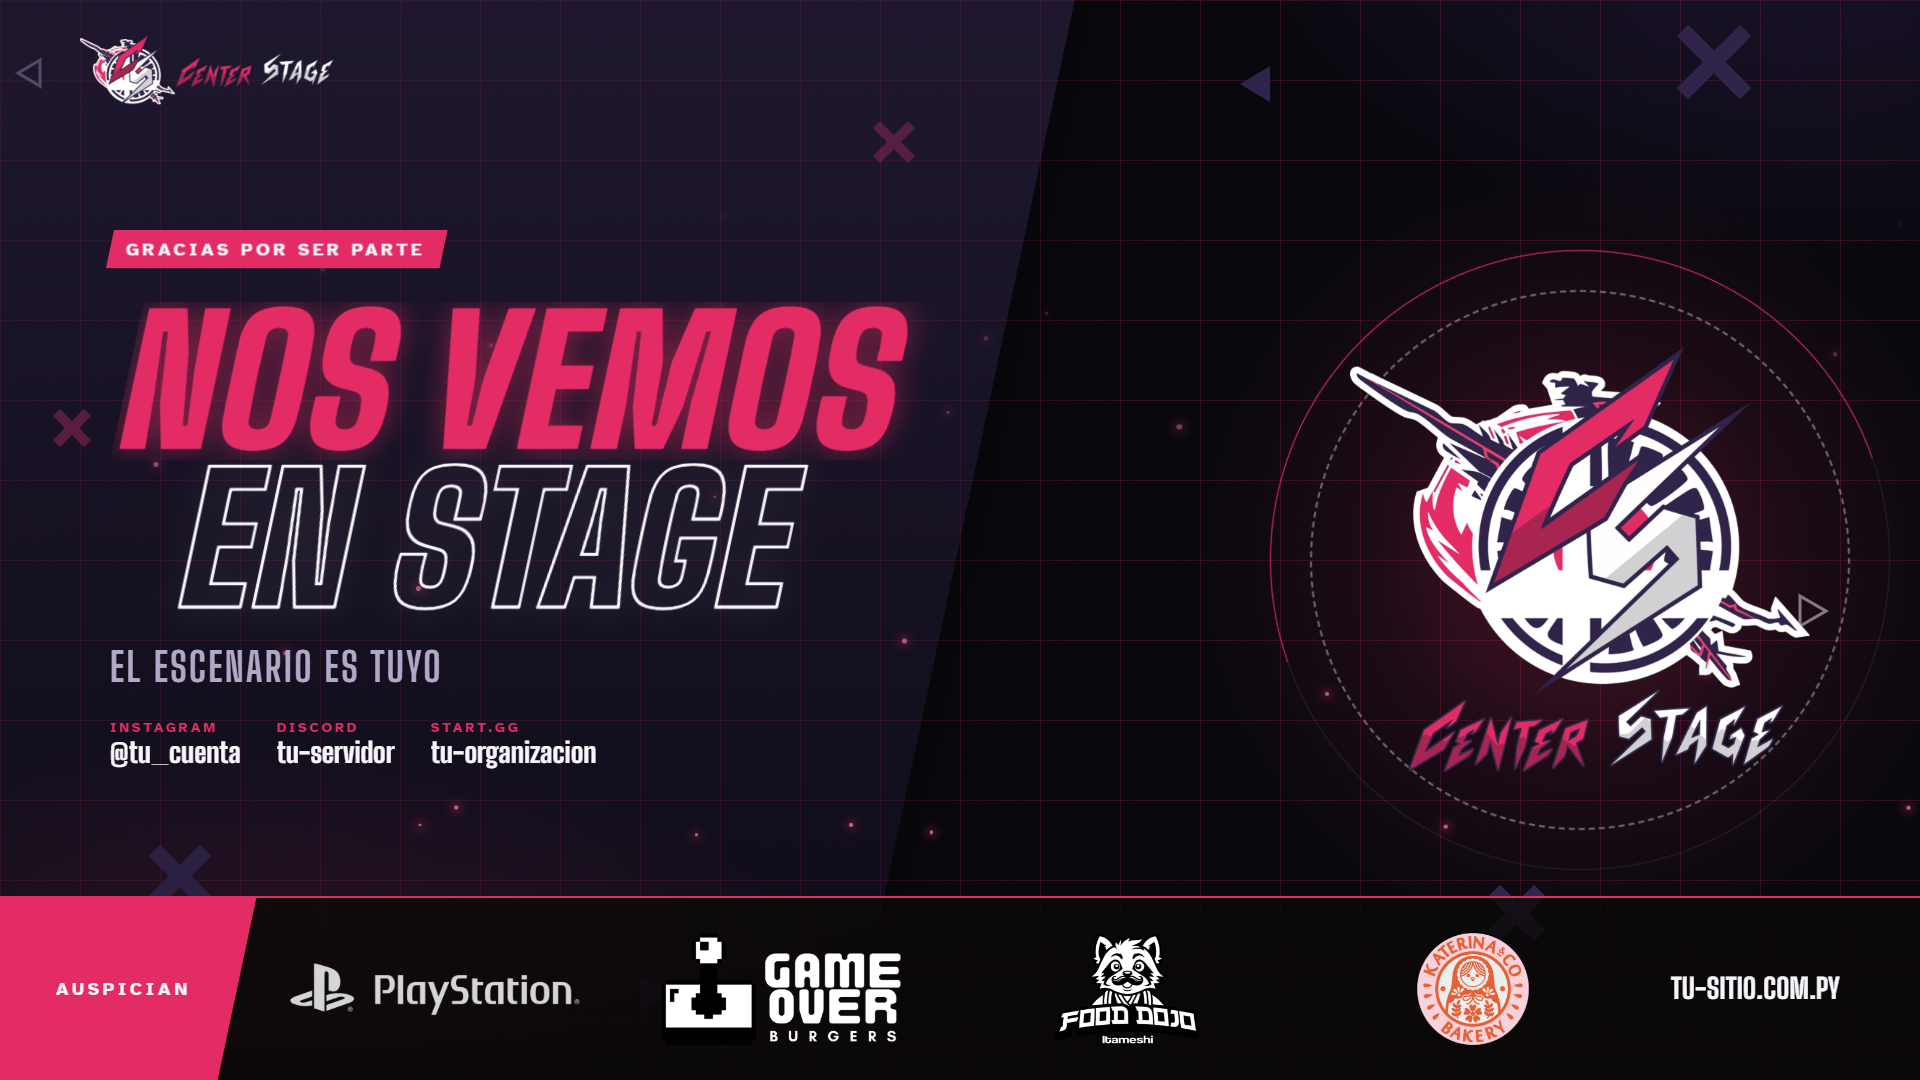 CENTER STAGE
GRACIAS POR SER PARTE
NOS VEMOS
EN STAGE
EL ESCENARIO ES TUYO
INSTAGRAM
@tu_cuenta
DISCORD
tu-servidor
START.GG
tu-organizacion
CS
CENTER STAGE
AUSPICIAN
PlayStation
GAME
OVER
BURGERS
FOOD DOJO
Itameshi
KATERINA & CO
BAKERY
TU-SITIO.COM.PY